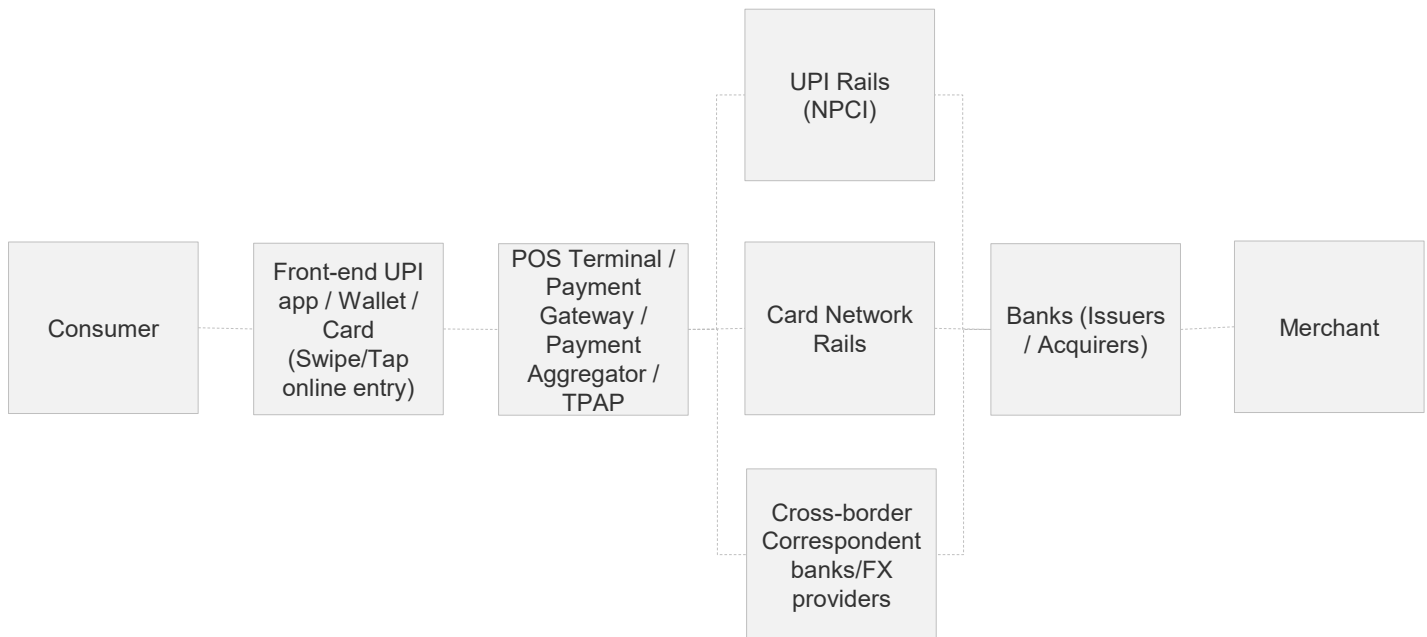 Consumer
Front-end UPI
app / Wallet /
Card
(Swipe/Tap
online entry)
POS Terminal /
Payment
Gateway /
Payment
Aggregator /
TPAP
UPI Rails
(NPCI)
Card Network
Rails
Cross-border
Correspondent
banks/FX
providers
Banks (Issuers
/ Acquirers)
Merchant